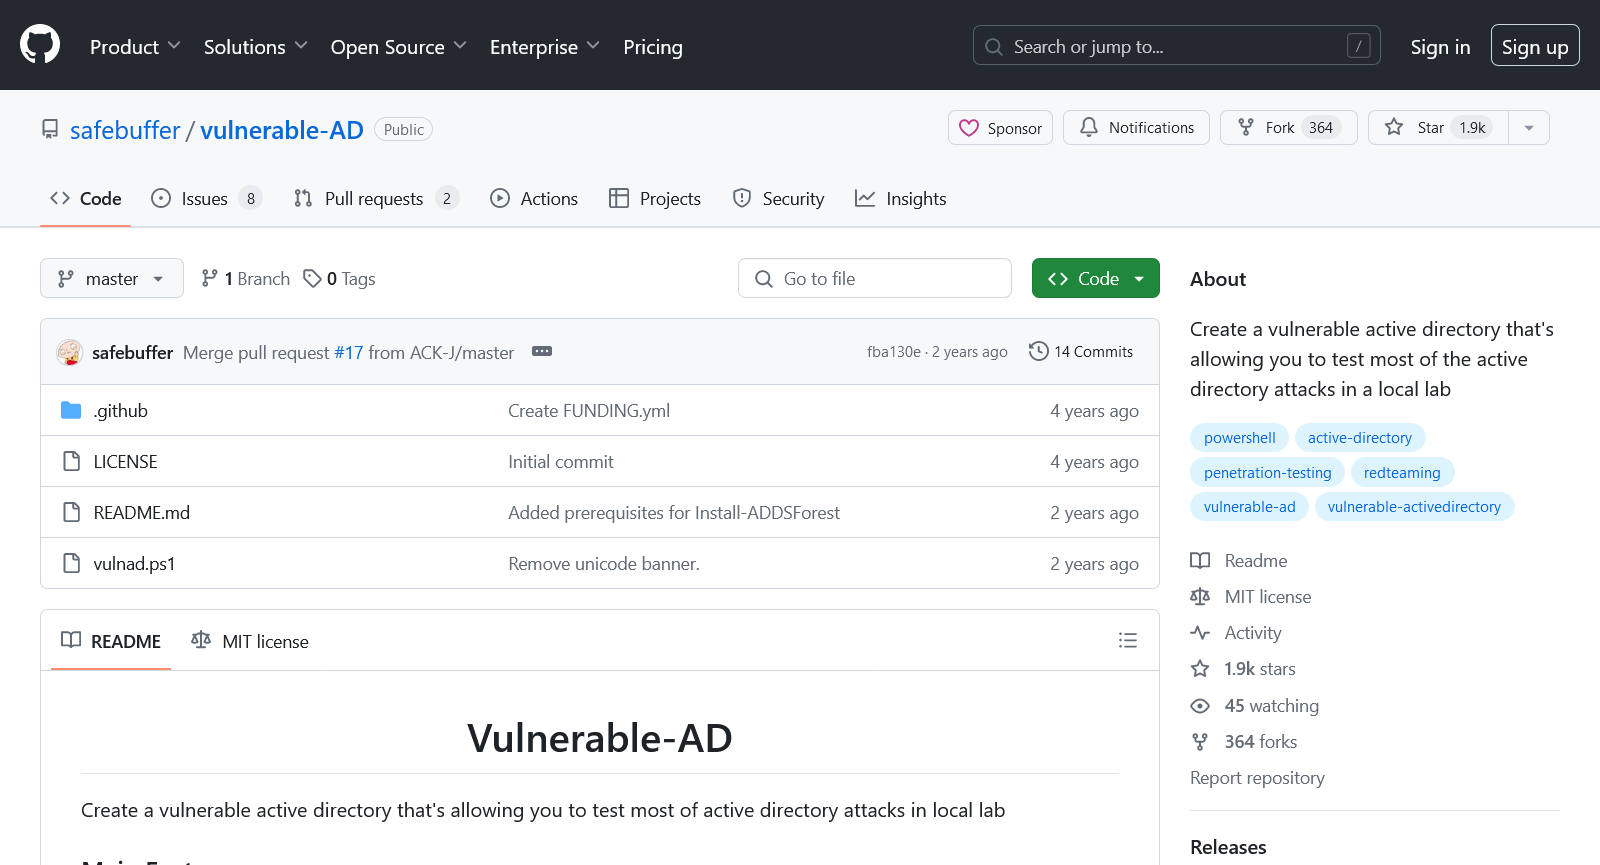 Product Solutions Open Source Enterprise Pricing Search or jump to... / Sign in Sign up
safebuffer / vulnerable-AD Public Sponsor Notifications Fork 364 Star 1.9k
Code Issues 8 Pull requests 2 Actions Projects Security Insights
master 1 Branch 0 Tags Go to file Code
safebuffer Merge pull request #17 from ACK-J/master fba130e · 2 years ago 14 Commits
.github Create FUNDING.yml 4 years ago
LICENSE Initial commit 4 years ago
README.md Added prerequisites for Install-ADDSForest 2 years ago
vulnad.ps1 Remove unicode banner. 2 years ago
README MIT license
Vulnerable-AD
Create a vulnerable active directory that's allowing you to test most of active directory attacks in local lab
About
Create a vulnerable active directory that's
allowing you to test most of the active
directory attacks in a local lab
powershell active-directory
penetration-testing redteaming
vulnerable-ad vulnerable-activedirectory
Readme
MIT license
Activity
1.9k stars
45 watching
364 forks
Report repository
Releases